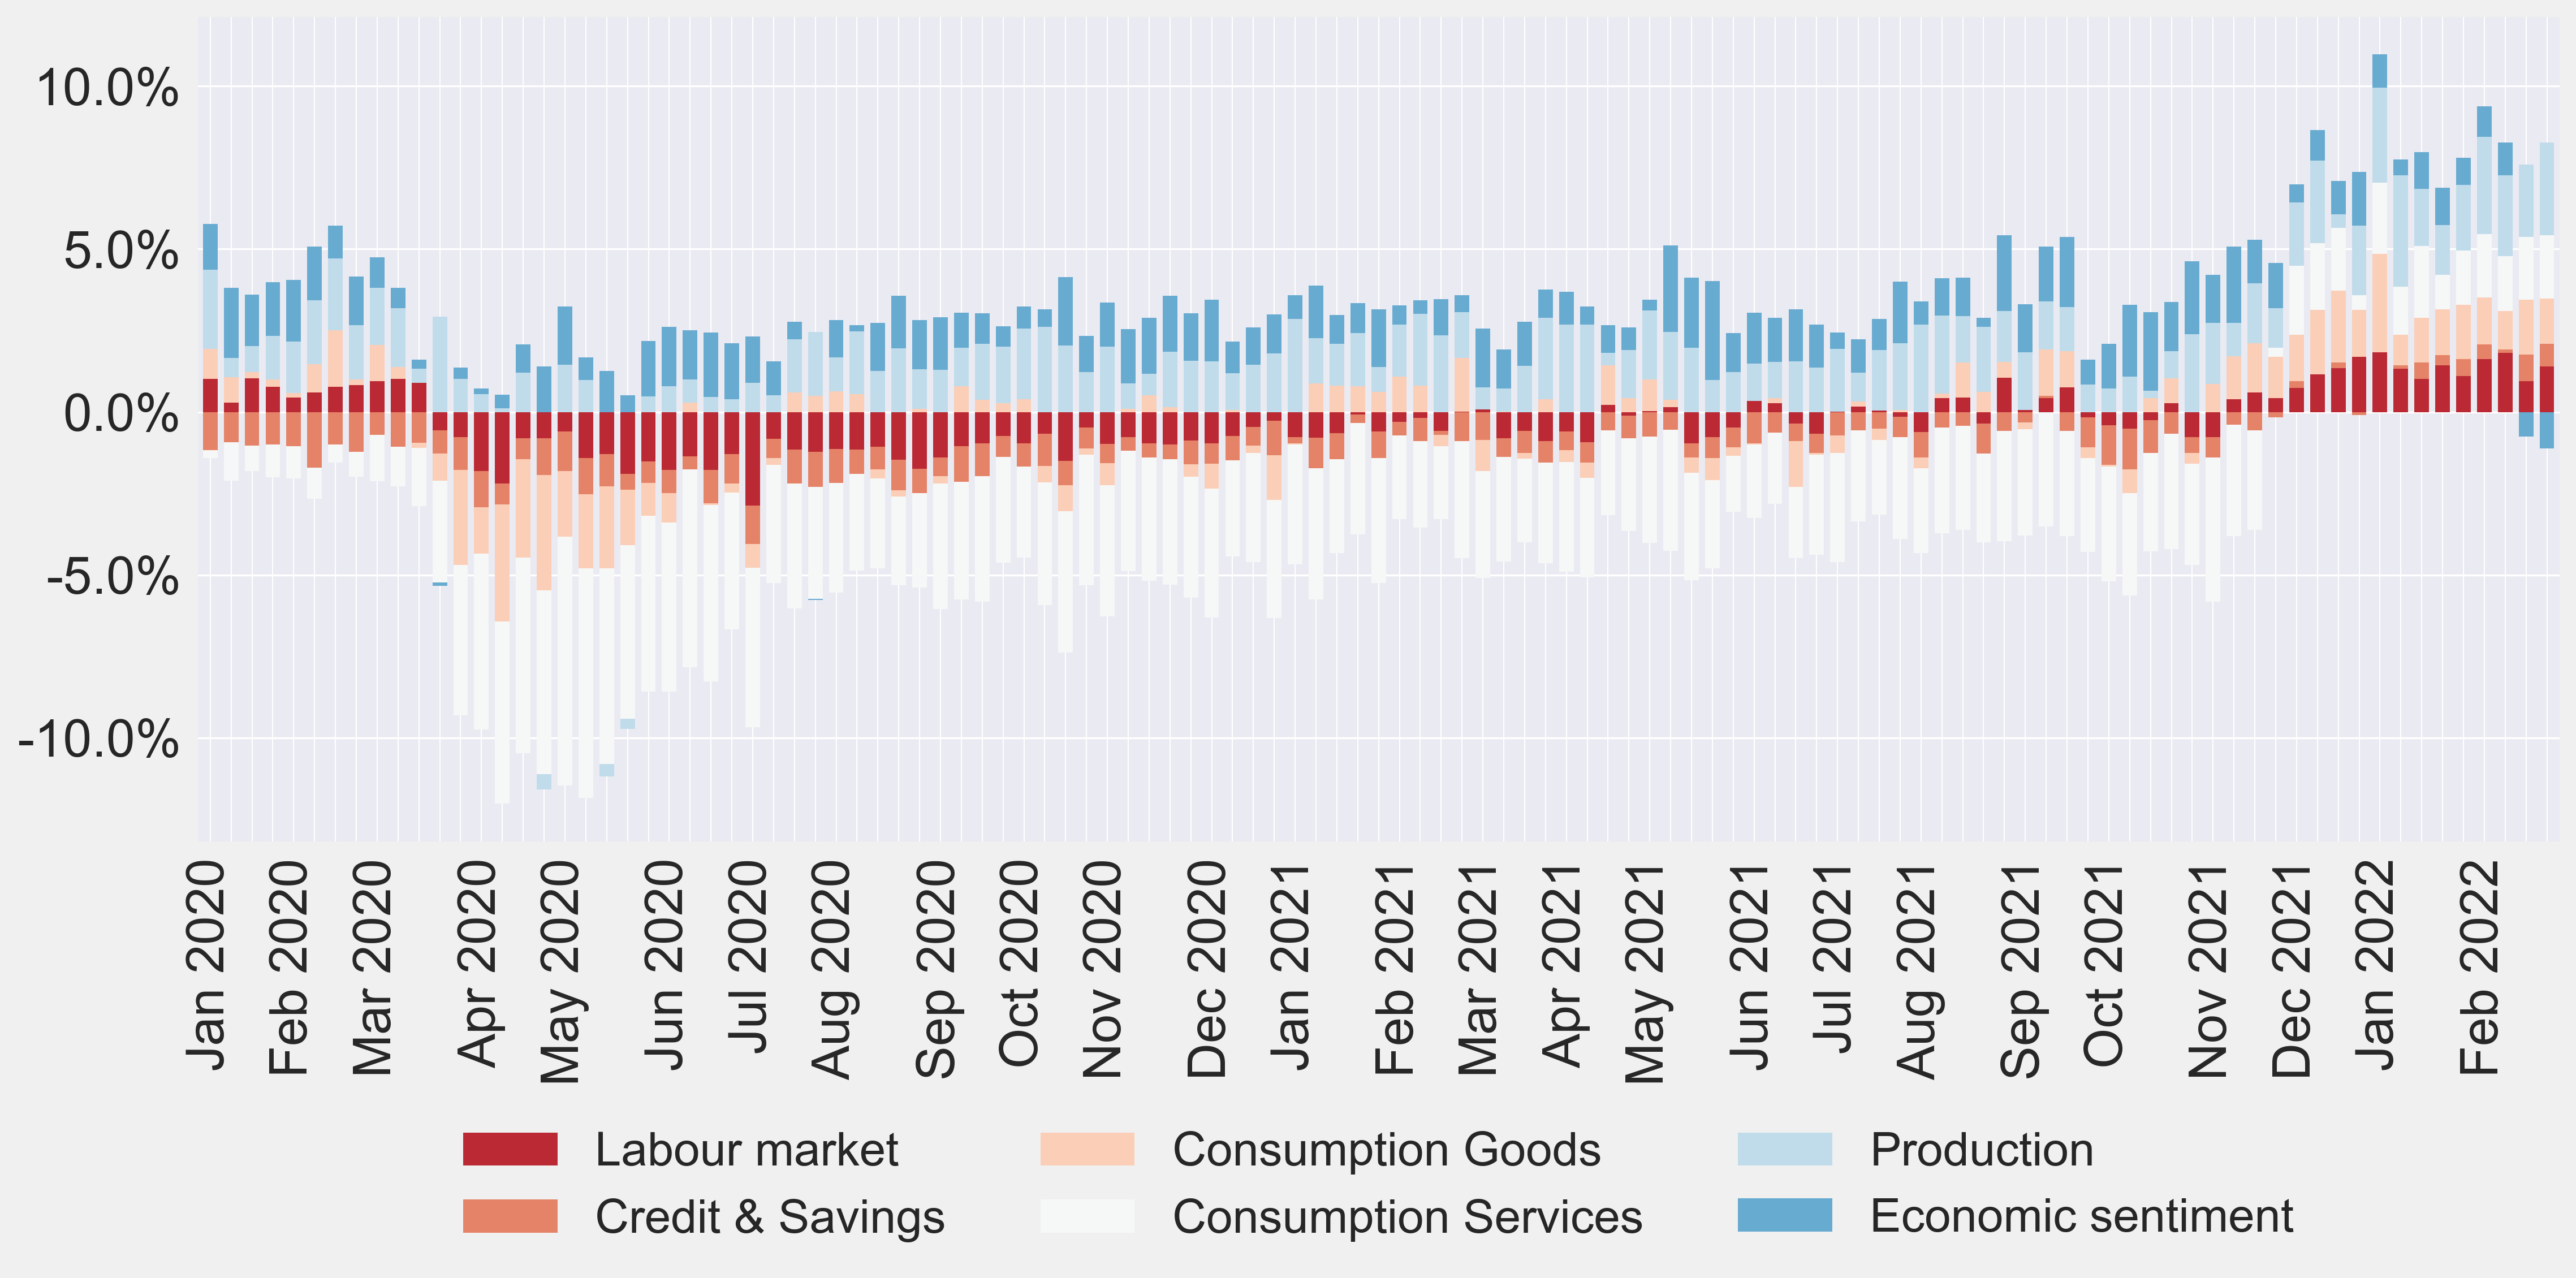 10.0%
5.0%
0.0%
-5.0%
-10.0%
Jan 2020
Feb 2020
Mar 2020
Apr 2020
May 2020
Jun 2020
Jul 2020
Aug 2020
Sep 2020
Oct 2020
Nov 2020
Dec 2020
Jan 2021
Feb 2021
Mar 2021
Apr 2021
May 2021
Jun 2021
Jul 2021
Aug 2021
Sep 2021
Oct 2021
Nov 2021
Dec 2021
Jan 2022
Feb 2022
Labour market
Consumption Goods
Production
Credit & Savings
Consumption Services
Economic sentiment